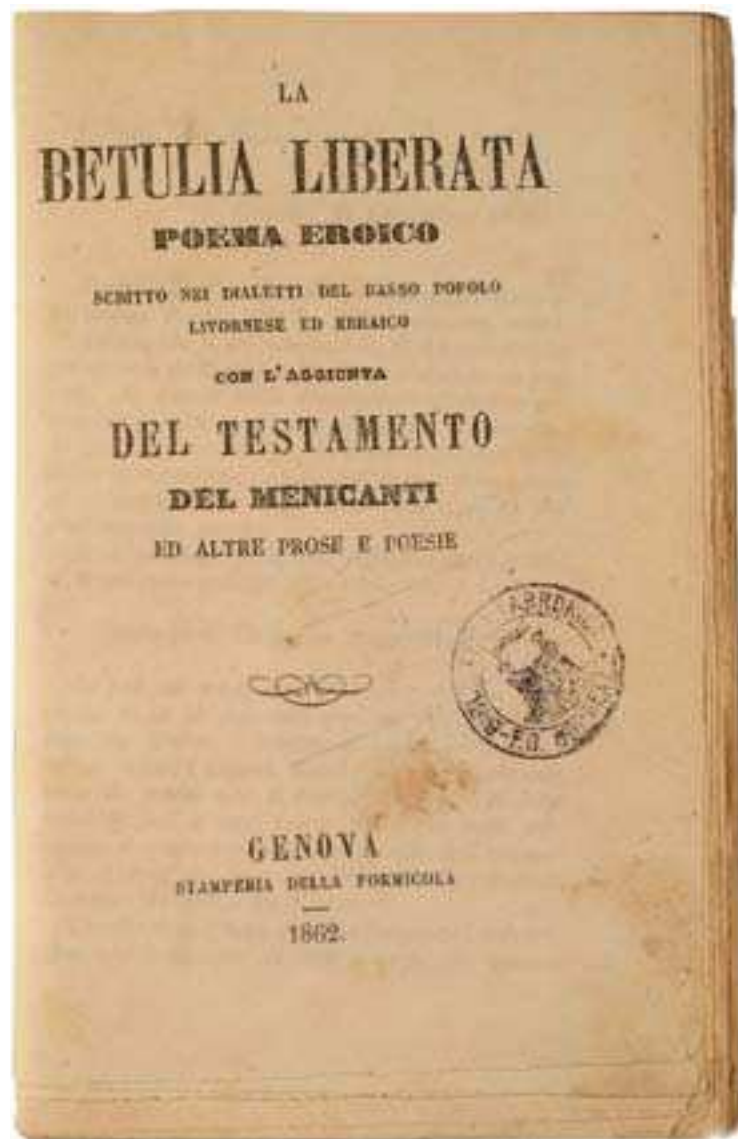 LA
BETULIA LIBERATA
POEMA EROICO
SCRITTO NEI DIALETTI DEL BASSO POPOLO
LIVORNESE ED EBRAICO
CON L'AGGIUNTA
DEL TESTAMENTO
DEL MENICANTI
ED ALTRE PROSE E POESIE
GENOVA
STAMPERIA DELLA FORMICOLA
1862.